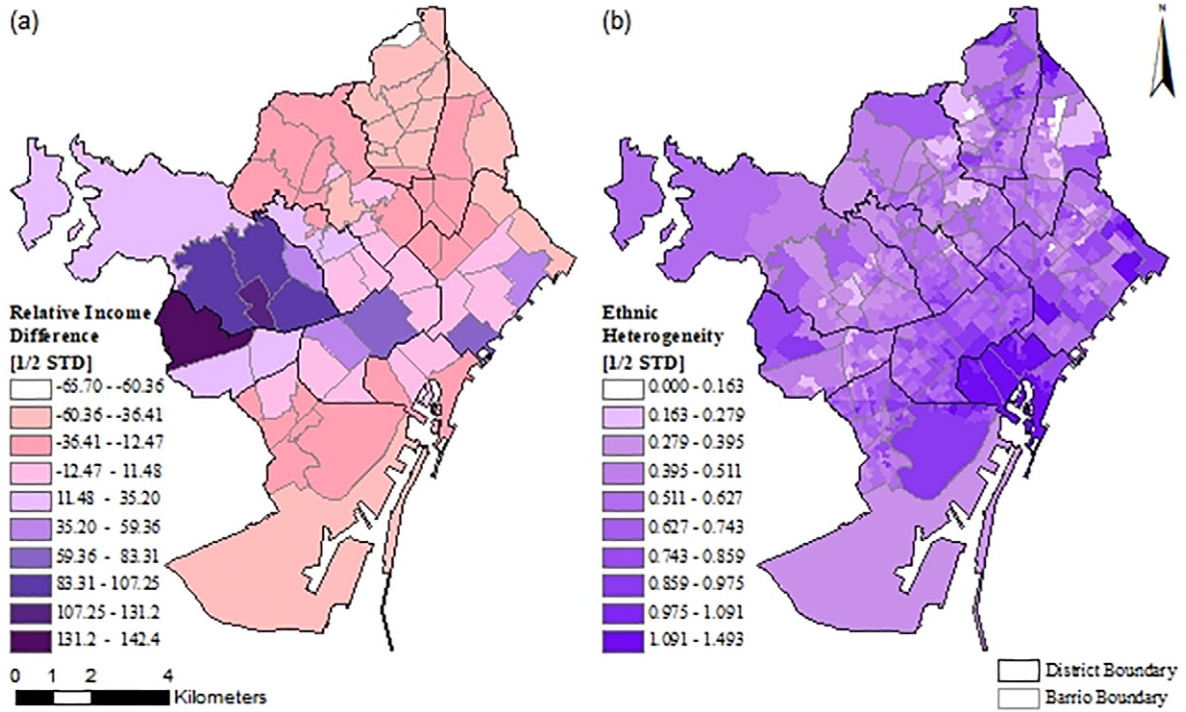 (a)
Relative Income
Difference
[1/2 STD]
-65.70 - -60.36
-60.36 - -36.41
-36.41 - -12.47
-12.47 - 11.48
11.48 - 35.20
35.20 - 59.36
59.36 - 83.31
83.31 - 107.25
107.25 - 131.2
131.2 - 142.4
0 1 2 4
Kilometers
(b)
N
Ethnic
Heterogeneity
[1/2 STD]
0.000 - 0.163
0.163 - 0.279
0.279 - 0.395
0.395 - 0.511
0.511 - 0.627
0.627 - 0.743
0.743 - 0.859
0.859 - 0.975
0.975 - 1.091
1.091 - 1.493
District Boundary
Barrio Boundary